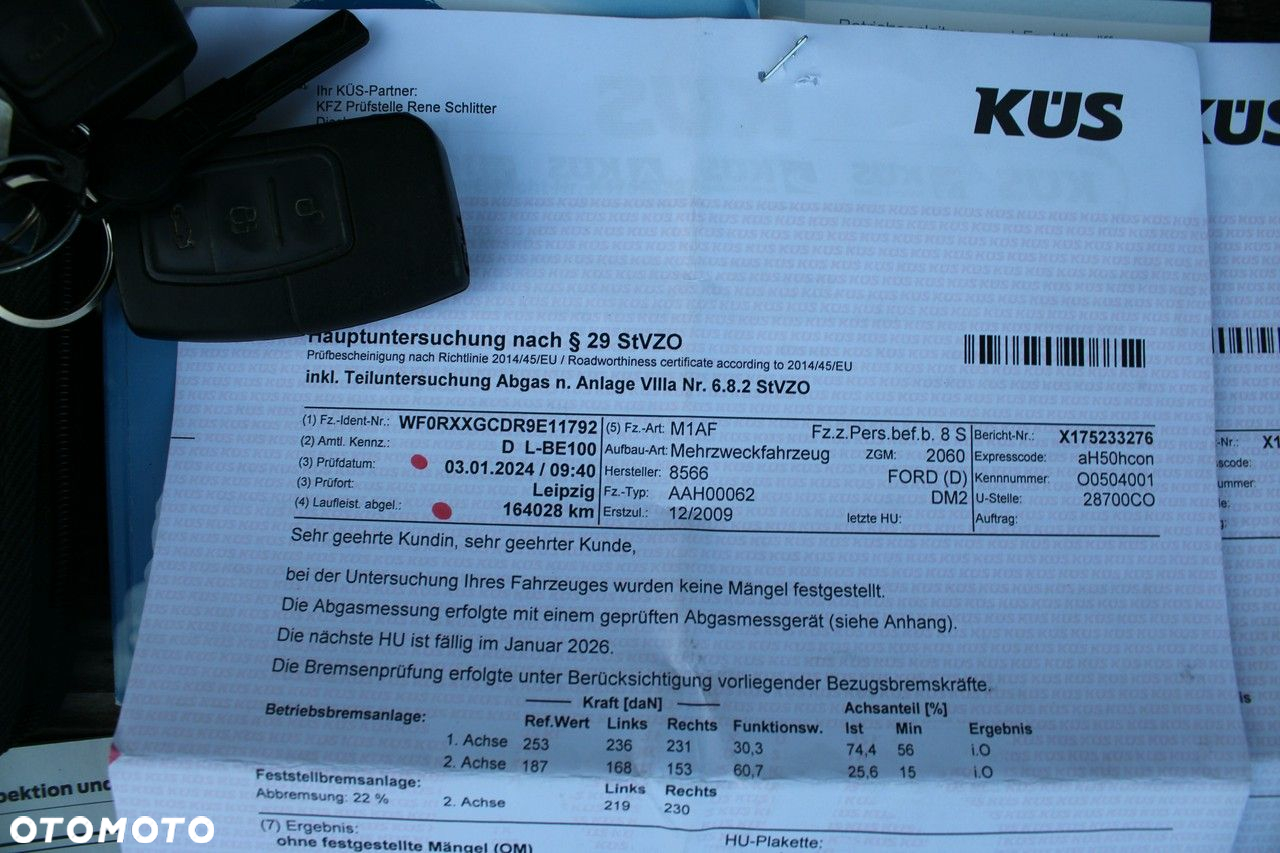 Ihr KÜS-Partner:
KFZ Prüfstelle Rene Schlitter
KÜS
KÜS
Hauptuntersuchung nach § 29 StVZO
Prüfbescheinigung nach Richtlinie 2014/45/EU / Roadworthiness certificate according to 2014/45/EU
inkl. Teiluntersuchung Abgas n. Anlage VIIIa Nr. 6.8.2 StVZO
(1) Fz.-Ident-Nr.: WF0RXXGCDR9E11792 (5) Fz.-Art: M1AF Fz.z.Pers.bef.b. 8 S Bericht-Nr.: X175233276
(2) Amtl. Kennz.: D L-BE100 Aufbau-Art: Mehrzweckfahrzeug ZGM: 2060 Expresscode: aH50hcon
(3) Prüfdatum: 03.01.2024 / 09:40 Hersteller: 8566 FORD (D) Kennnummer: O0504001
(3) Prüfort: Leipzig Fz.-Typ: AAH00062 DM2 U-Stelle: 28700CO
(4) Laufleist. abgel.: 164028 km Erstzul.: 12/2009 letzte HU: Auftrag:
Sehr geehrte Kundin, sehr geehrter Kunde,
bei der Untersuchung Ihres Fahrzeuges wurden keine Mängel festgestellt.
Die Abgasmessung erfolgte mit einem geprüften Abgasmessgerät (siehe Anhang).
Die nächste HU ist fällig im Januar 2026.
Die Bremsenprüfung erfolgte unter Berücksichtigung vorliegender Bezugsbremskräfte.
Kraft [daN] Achsanteil [%]
Betriebsbremsanlage: Ref.Wert Links Rechts Funktionsw. Ist Min Ergebnis
1. Achse 253 236 231 30,3 74,4 56 i.O
2. Achse 187 168 153 60,7 25,6 15 i.O
Feststellbremsanlage: Links Rechts
Abbremsung: 22 % 2. Achse 219 230
(7) Ergebnis: HU-Plakette:
ohne festgestellte Mängel (OM)
OTOMOTO